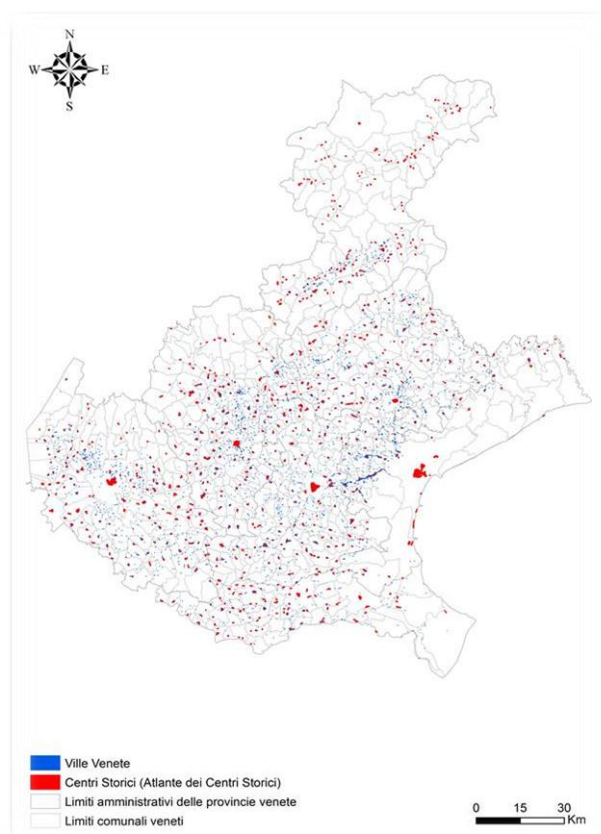 N
W E
S
Ville Venete
Centri Storici (Atlante dei Centri Storici)
Limiti amministrativi delle provincie venete
Limiti comunali veneti
0 15 30
Km